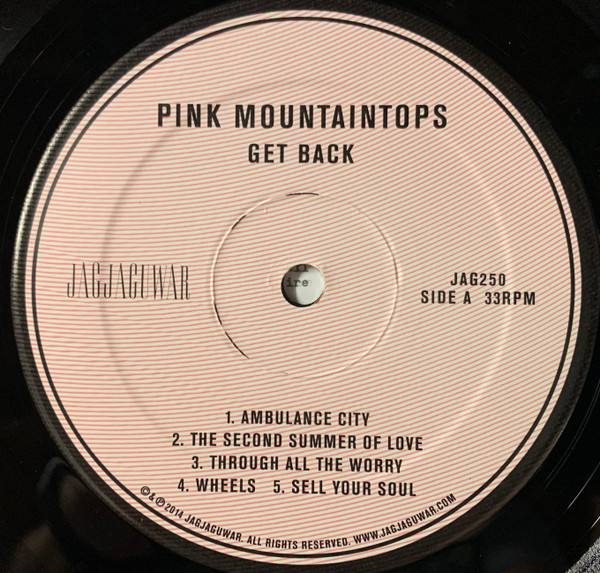 PINK MOUNTAINTOPS
GET BACK
JAGJAGUWAR
JAG250
SIDE A 33RPM
ire
1. AMBULANCE CITY
2. THE SECOND SUMMER OF LOVE
3. THROUGH ALL THE WORRY
4. WHEELS 5. SELL YOUR SOUL
©&℗2014 JAGJAGUWAR. ALL RIGHTS RESERVED. WWW.JAGJAGUWAR.COM